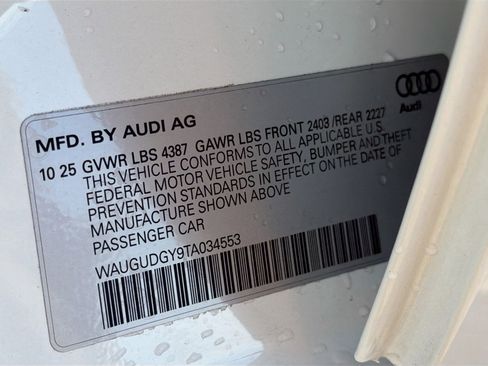 Audi
MFD. BY AUDI AG
10 25 GVWR LBS 4387 GAWR LBS FRONT 2403 /REAR 2227
THIS VEHICLE CONFORMS TO ALL APPLICABLE U.S.
FEDERAL MOTOR VEHICLE SAFETY, BUMPER AND THEFT
PREVENTION STANDARDS IN EFFECT ON THE DATE OF
MANUFACTURE SHOWN ABOVE
PASSENGER CAR
WAUGUDGY9TA034553